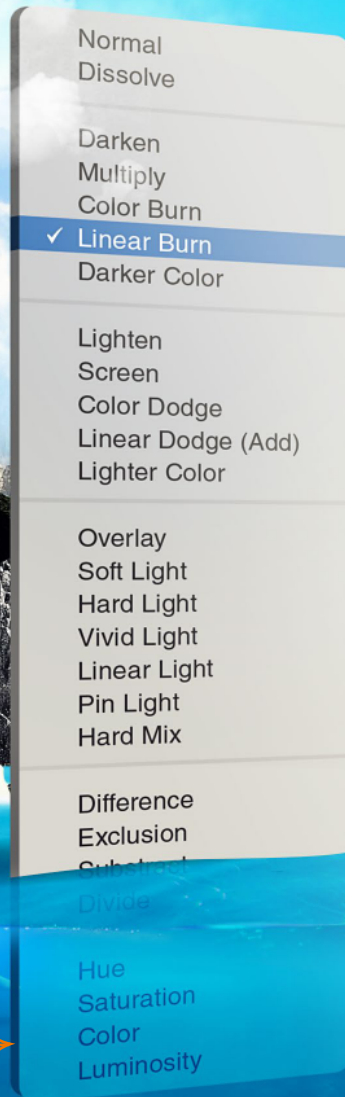 Normal
Dissolve
Darken
Multiply
Color Burn
✓ Linear Burn
Darker Color
Lighten
Screen
Color Dodge
Linear Dodge (Add)
Lighter Color
Overlay
Soft Light
Hard Light
Vivid Light
Linear Light
Pin Light
Hard Mix
Difference
Exclusion
Subtract
Divide
Hue
Saturation
Color
Luminosity